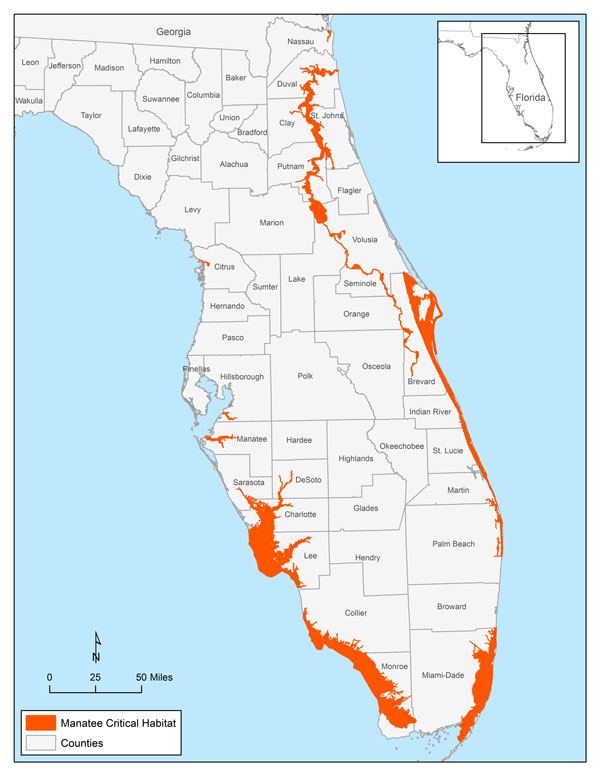 Georgia
Nassau
Hamilton
Leon
Jefferson
Madison
Baker
Duval
Columbia
Wakulla
Suwannee
Taylor
Union
Clay
St. Johns
Lafayette
Bradford
Gilchrist
Alachua
Putnam
Dixie
Flagler
Levy
Marion
Volusia
Citrus
Lake
Sumter
Seminole
Hernando
Orange
Pasco
Osceola
Pinellas
Hillsborough
Polk
Brevard
Indian River
Manatee
Hardee
Okeechobee
Highlands
St. Lucie
Sarasota
DeSoto
Martin
Charlotte
Glades
Palm Beach
Lee
Hendry
Collier
Broward
Monroe
Miami-Dade
Florida
N
0 25 50 Miles
Manatee Critical Habitat
Counties